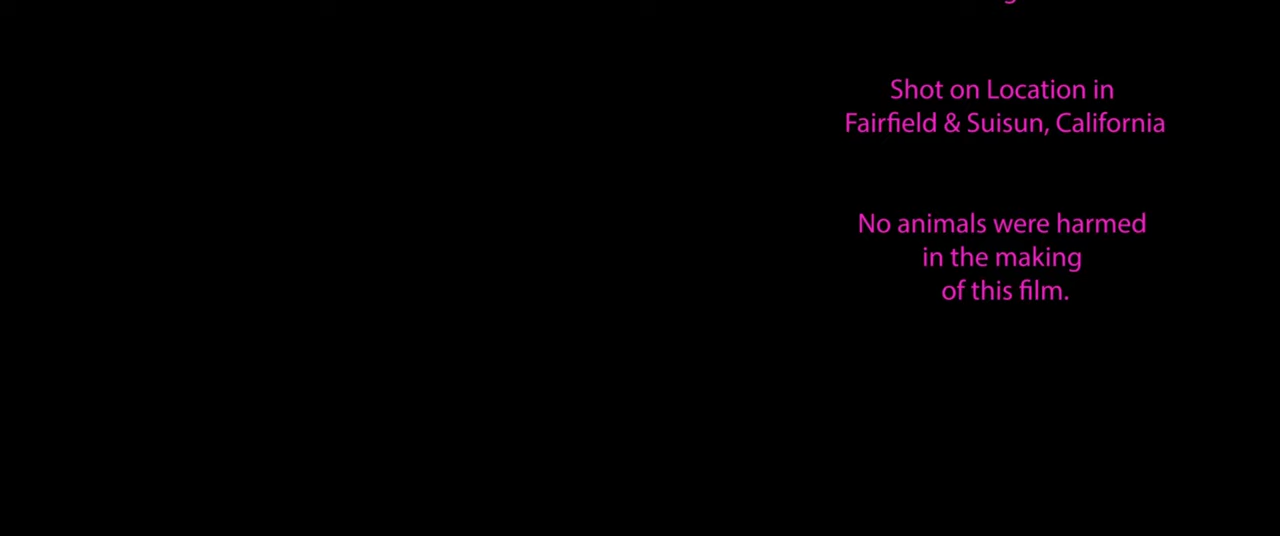 Shot on Location in
Fairfield & Suisun, California
No animals were harmed
in the making
of this film.